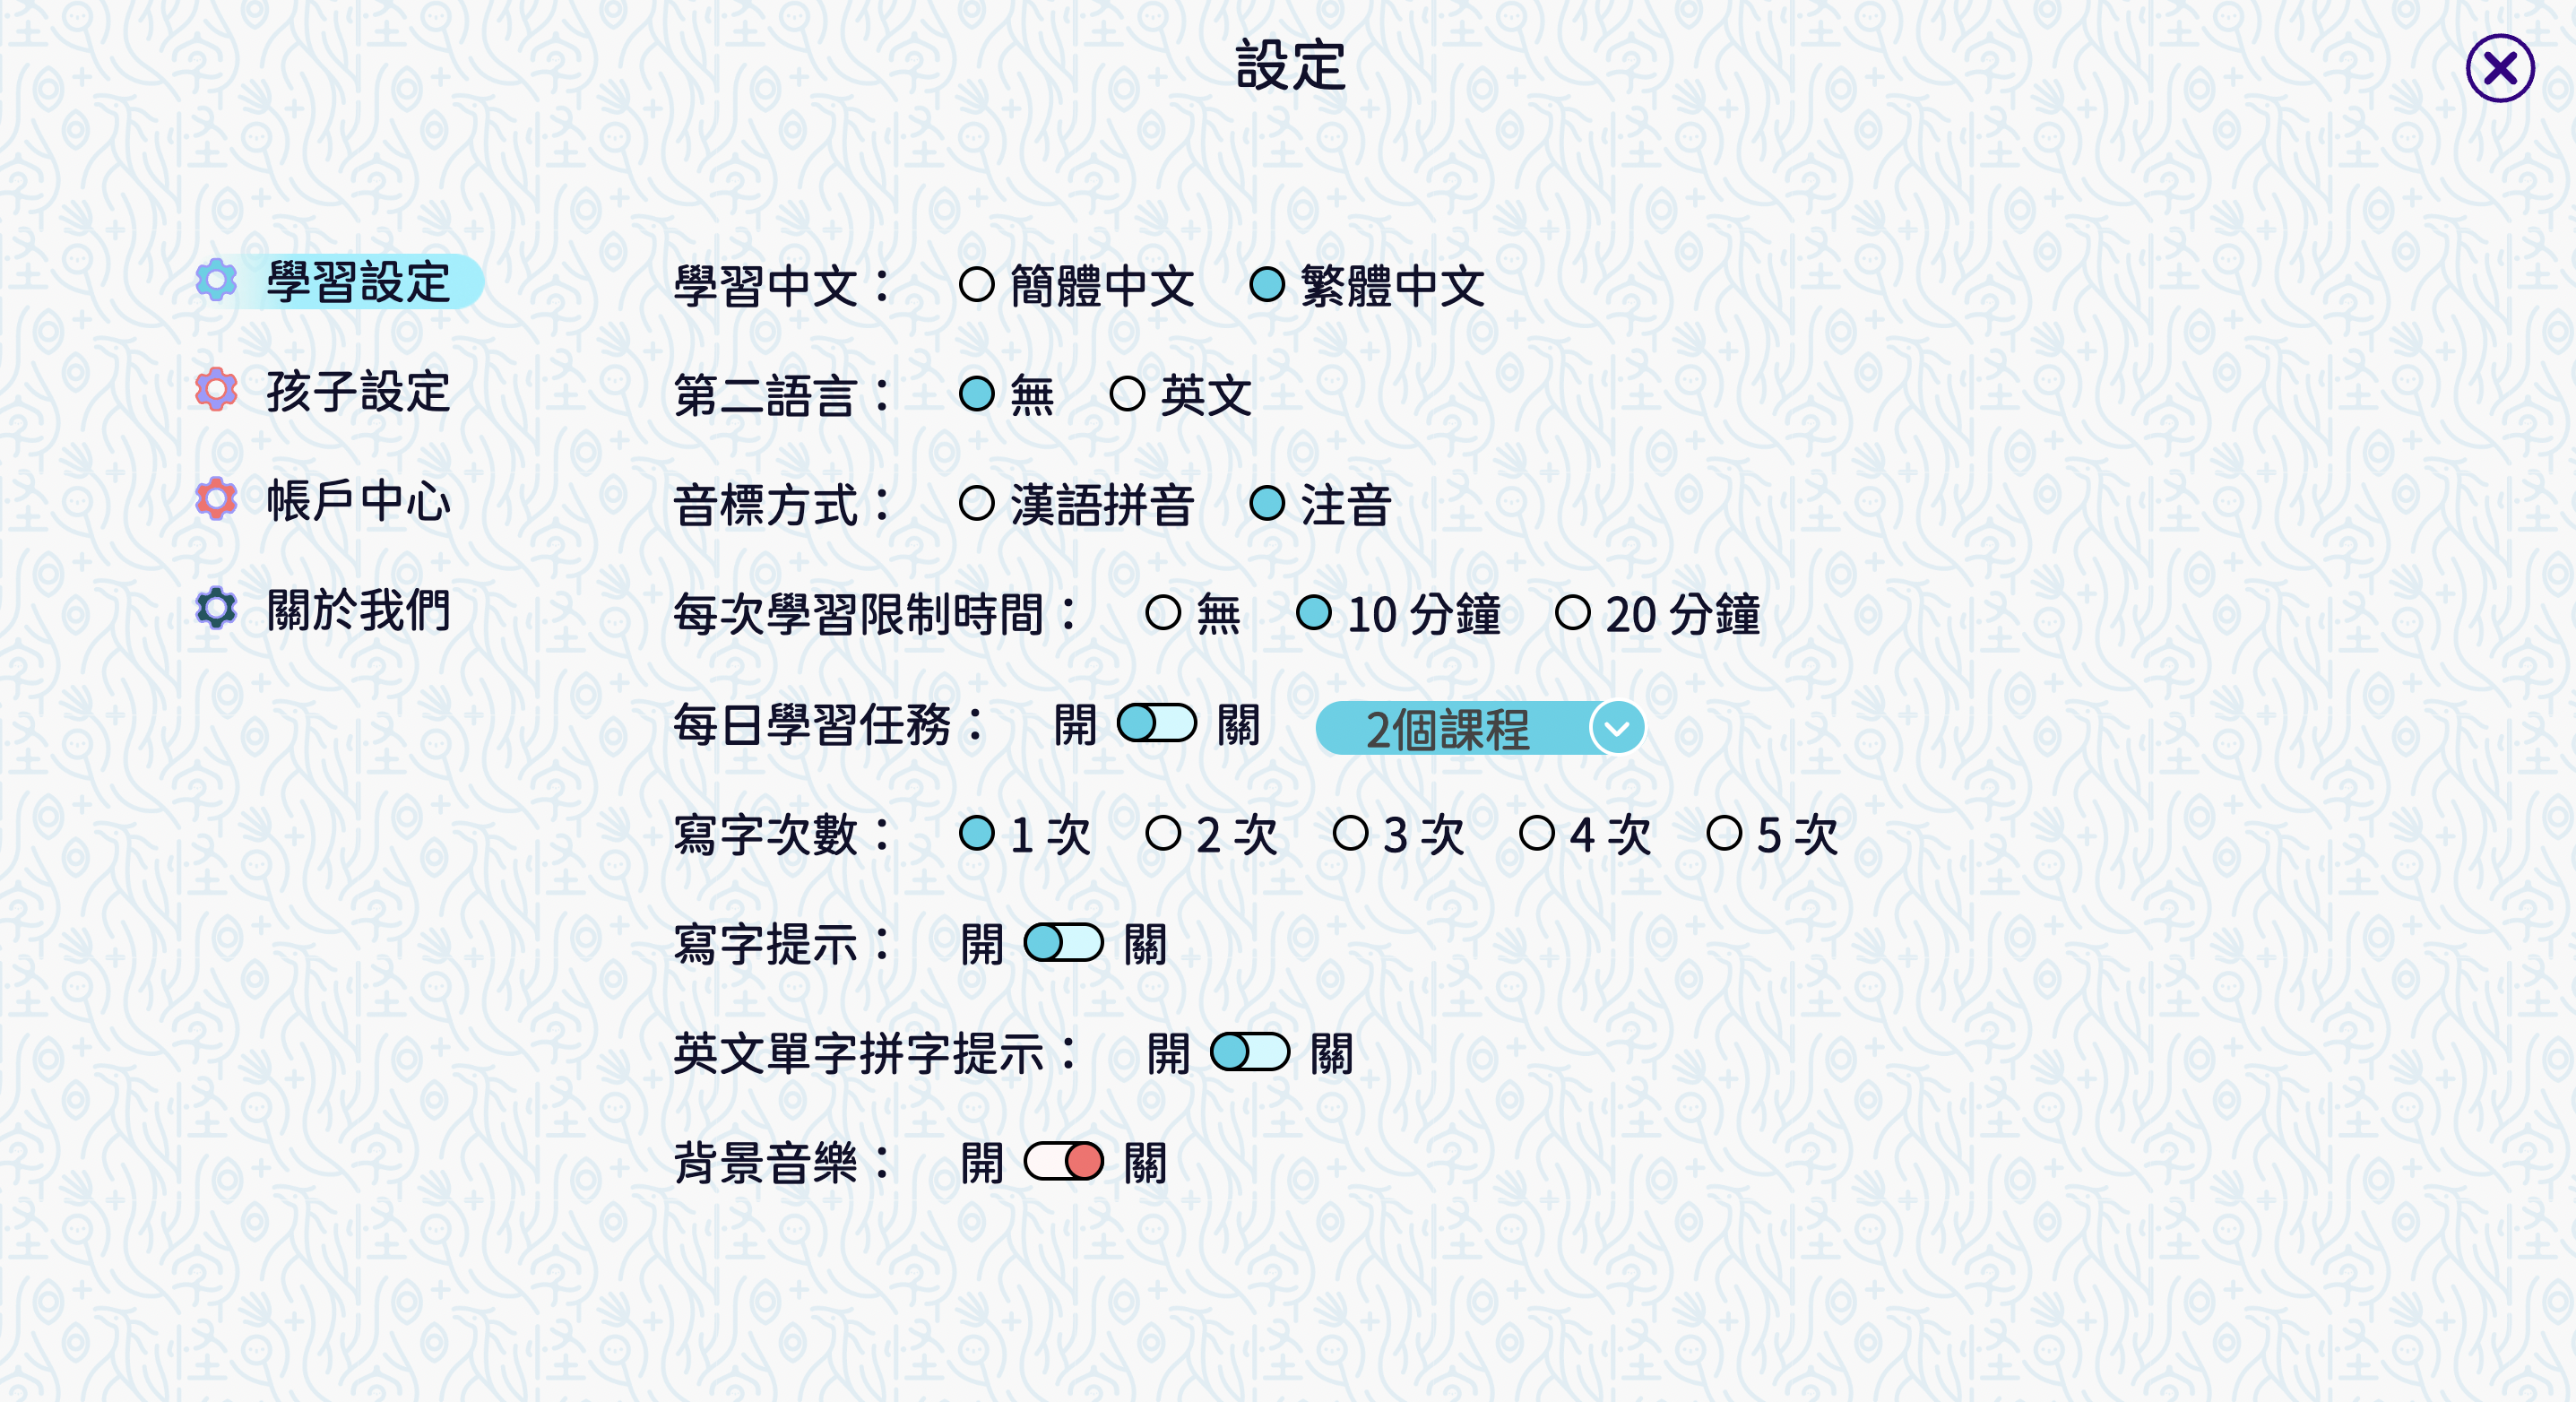 設定
學習設定
孩子設定
帳戶中心
關於我們
學習中文： 簡體中文 繁體中文
第二語言： 無 英文
音標方式： 漢語拼音 注音
每次學習限制時間： 無 10 分鐘 20 分鐘
每日學習任務： 開 關 2個課程
寫字次數： 1 次 2 次 3 次 4 次 5 次
寫字提示： 開 關
英文單字拼字提示： 開 關
背景音樂： 開 關